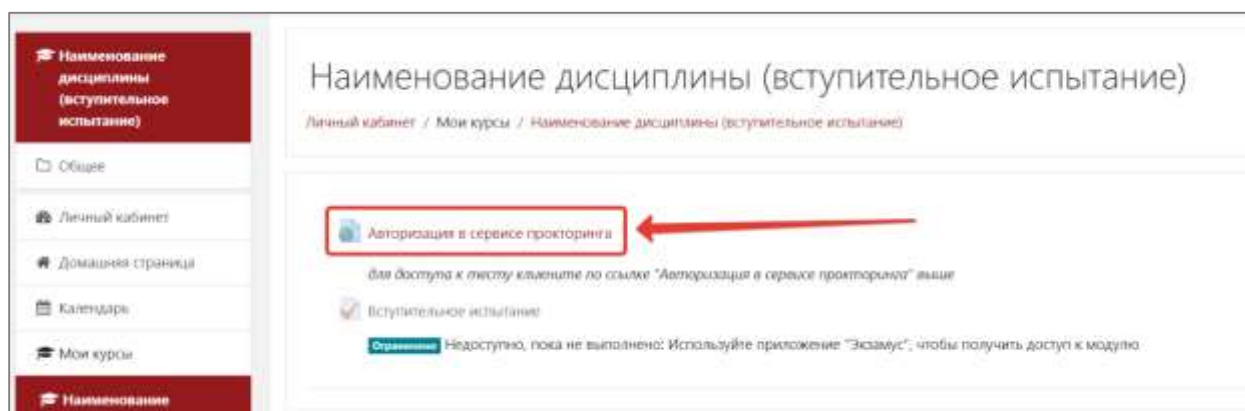 Наименование
дисциплины
(вступительное
испытание)
Общее
Личный кабинет
Домашняя страница
Календарь
Мои курсы
Наименование
Наименование дисциплины (вступительное испытание)
Личный кабинет / Мои курсы / Наименование дисциплины (вступительное испытание)
Авторизация в сервисе прокторинга
для доступа к тесту кликните по ссылке "Авторизация в сервисе прокторинга" выше
Вступительное испытание
Ограничено Недоступно, пока не выполнено: Используйте приложение "Экзамус", чтобы получить доступ к модулю